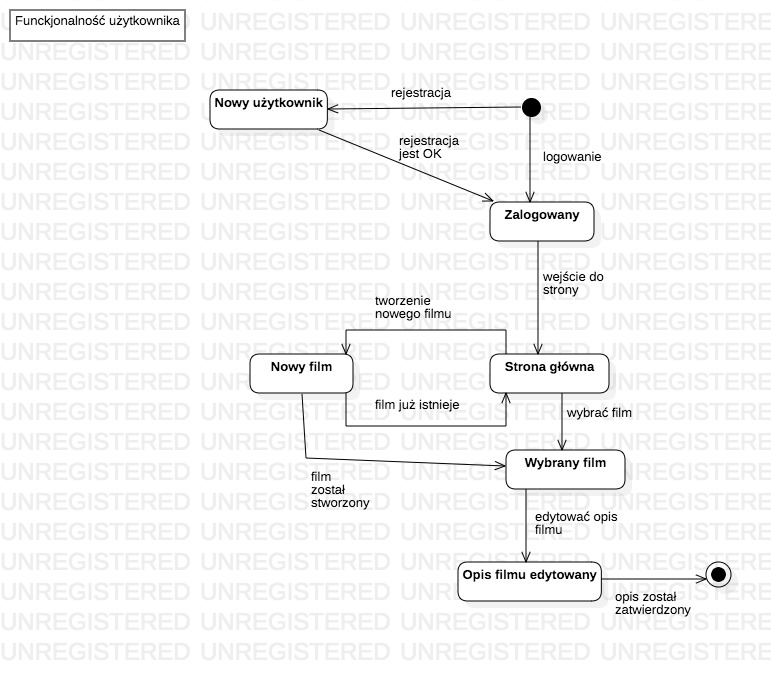 Funckjonalność użytkownika
rejestracja
Nowy użytkownik
rejestracja
jest OK
logowanie
Zalogowany
wejście do
strony
tworzenie
nowego filmu
Nowy film
Strona główna
film już istnieje
wybrać film
Wybrany film
film
został
stworzony
edytować opis
filmu
Opis filmu edytowany
opis został
zatwierdzony
UNREGISTERED